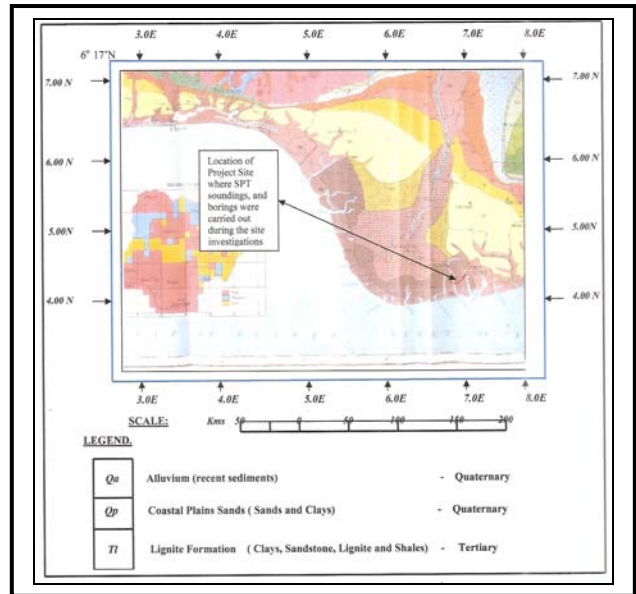 3.0E 4.0E 5.0E 6.0E 7.0E 8.0E
6° 17'N
7.00 N 7.00 N
6.00 N 6.00 N
Location of
Project Site
where SPT
soundings, and
borings were
carried out
during the site
investigations
5.00 N 5.00N
4.00 N 4.00 N
3.0E 4.0E 5.0E 6.0E 7.0E 8.0E
SCALE: Kms 50 0 50 100 150 200
LEGEND.
Qa Alluvium (recent sediments) - Quaternary
Qp Coastal Plains Sands ( Sands and Clays) - Quaternary
Tl Lignite Formation ( Clays, Sandstone, Lignite and Shales) - Tertiary